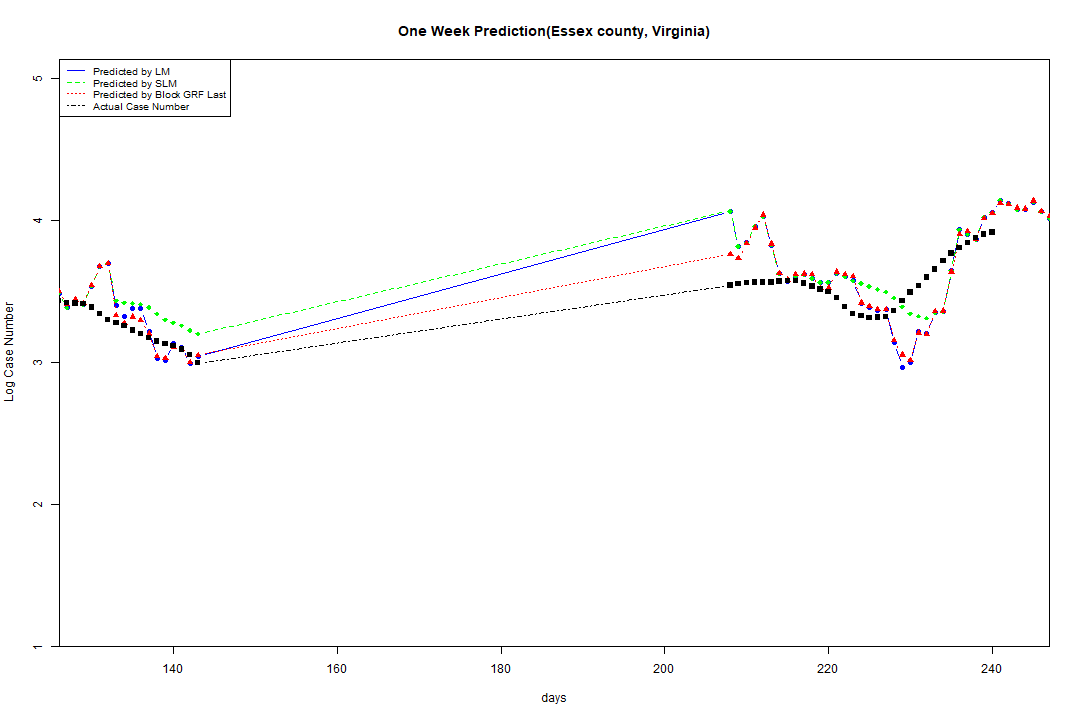 One Week Prediction(Essex county, Virginia)
Predicted by LM
Predicted by SLM
Predicted by Block GRF Last
Actual Case Number
5
4
3
2
1
Log Case Number
140 160 180 200 220 240
days